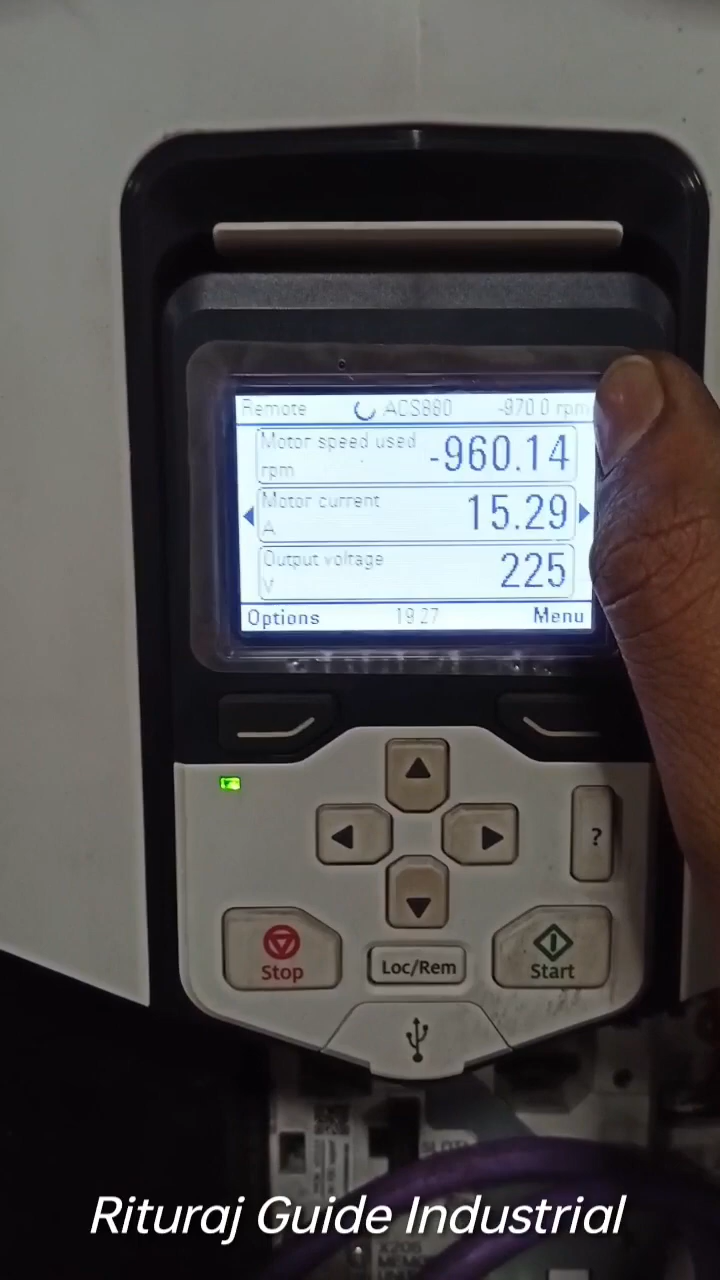 Remote ACS880 -970.0 rpm
Motor speed used
rpm
-960.14
Motor current
A
15.29
Output voltage
V
225
Options 19:27 Menu
?
Stop
Loc/Rem
Start
X208
Rituraj Guide Industrial